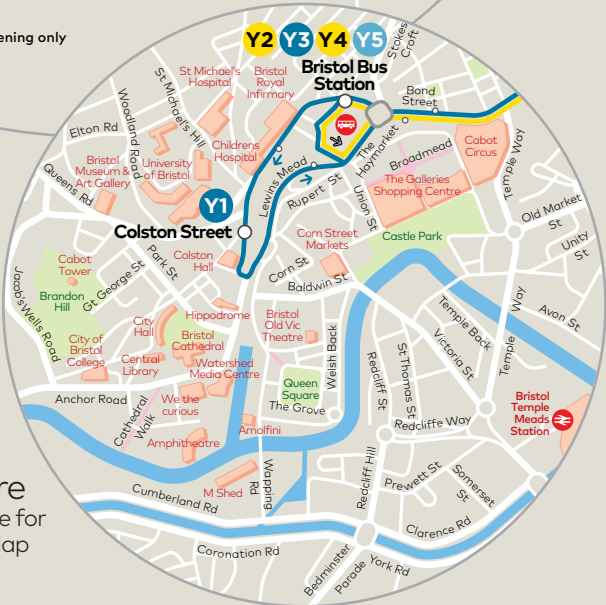 ening only
Y2 Y3 Y4 Y5
Stokes
Croft
Bristol Bus
Station
St Michael's
Hospital
Bristol
Royal
Infirmary
Bond
Street
St Michael's Hill
Woodland Road
Elton Rd
Childrens
Hospital
The
Haymarket
Broadmead
Cabot
Circus
Temple Way
Bristol
Museum &
Art Gallery
University
of Bristol
Queens Rd
Lewins Mead
Rupert St
Union St
The Galleries
Shopping Centre
Y1
Colston Street
Old Market
St
Unity
St
Castle Park
Corn Street
Markets
Park St
Colston
Hall
Corn St
Baldwin St
Cabot
Tower
Gt George St
Brandon
Hill
Jacob's Wells Road
City
Hall
Hippodrome
Bristol
Cathedral
Bristol
Old Vic
Theatre
Welsh Back
Temple Back
Victoria St
Temple Way
Avon St
City of
Bristol
College
Central
Library
Watershed
Media Centre
Queen
Square
The Grove
Redcliff St
St Thomas St
Anchor Road
Cathedral
Walk
We the
curious
Arnolfini
Amphitheatre
Redcliffe Way
Bristol
Temple
Meads
Station
M Shed
Wapping
Rd
Redcliff Hill
Prewett St
Somerset
St
Cumberland Rd
Clarence Rd
Coronation Rd
Bedminster
Parade
York Rd
re
e for
ap